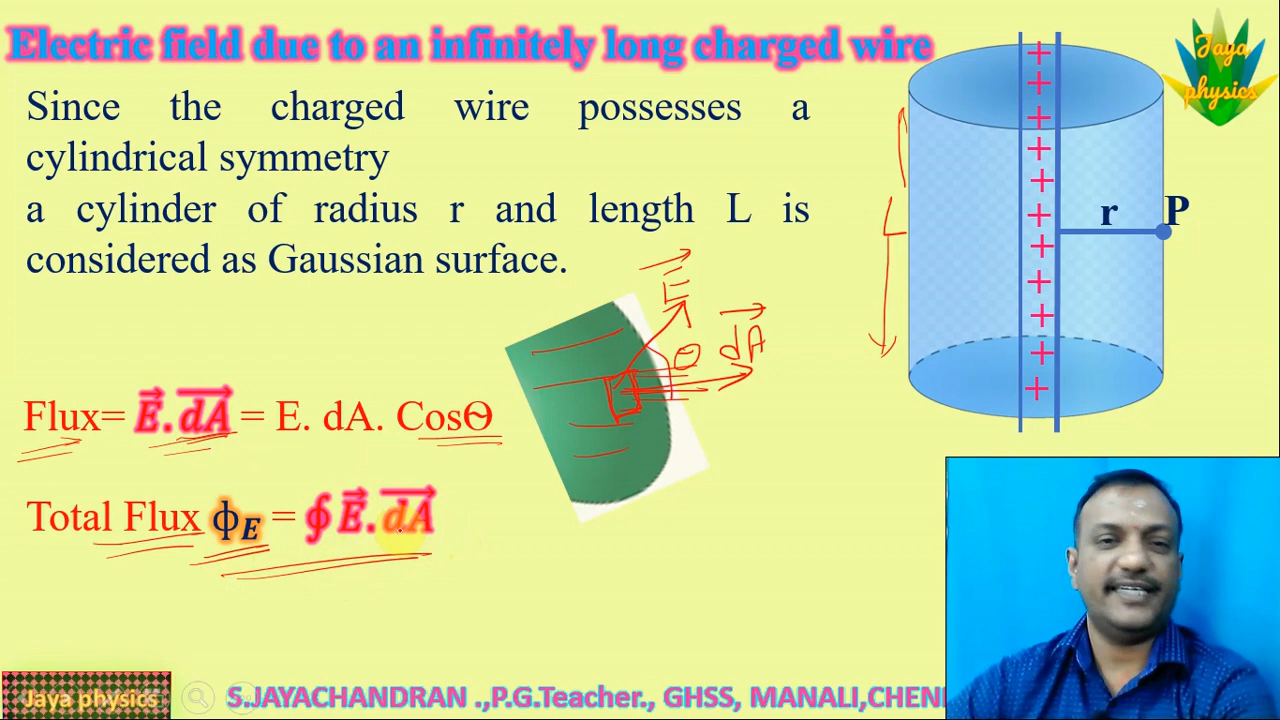 Electric field due to an infinitely long charged wire
Jaya
physics
Since the charged wire possesses a
cylindrical symmetry
a cylinder of radius r and length L is
considered as Gaussian surface.
+
+
+
+
+
+
+
+
+
+
+
r
P
L
E
θ
dA
Flux= E⃗.dA⃗ = E. dA. CosΘ
Total Flux ϕ_E = ∮ E⃗.dA⃗
Jaya physics
S.JAYACHANDRAN .,P.G.Teacher., GHSS, MANALI,